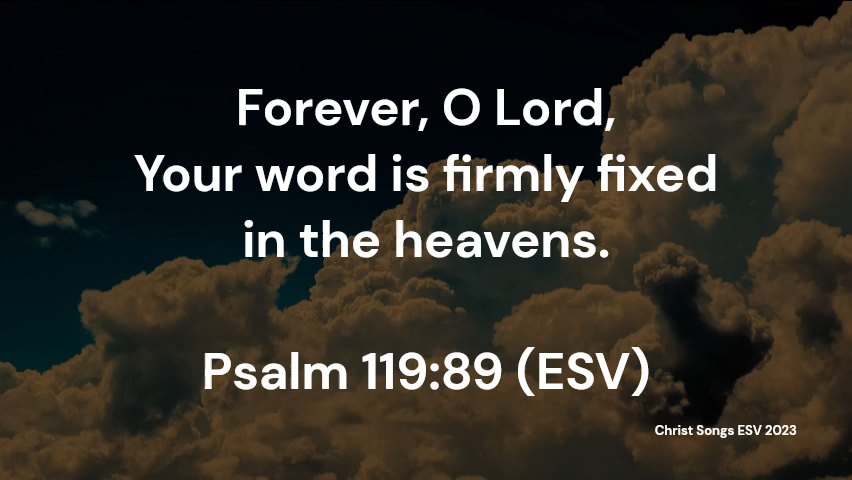 Forever, O Lord,
Your word is firmly fixed
in the heavens.
Psalm 119:89 (ESV)
Christ Songs ESV 2023